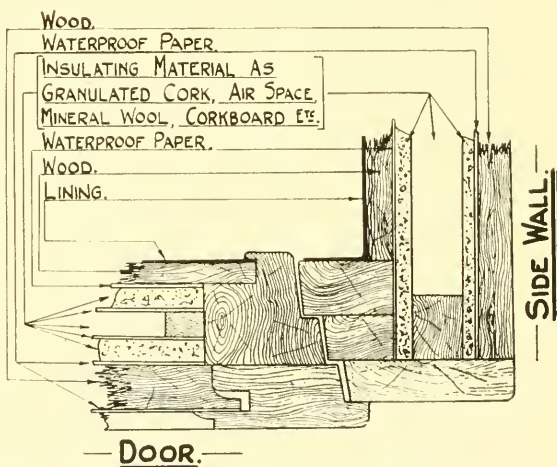 WOOD.
WATERPROOF PAPER.
INSULATING MATERIAL AS
GRANULATED CORK, AIR SPACE,
MINERAL WOOL, CORKBOARD ETC.
WATERPROOF PAPER.
WOOD.
LINING.
SIDE WALL.
DOOR.